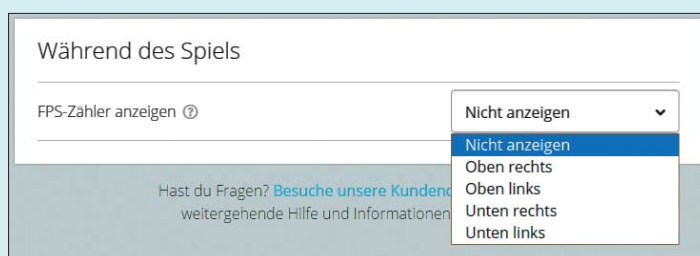 Während des Spiels
FPS-Zähler anzeigen ?
Nicht anzeigen
Nicht anzeigen
Oben rechts
Oben links
Unten rechts
Unten links
Hast du Fragen? Besuche unsere
weitergehende Hilfe und Informationen